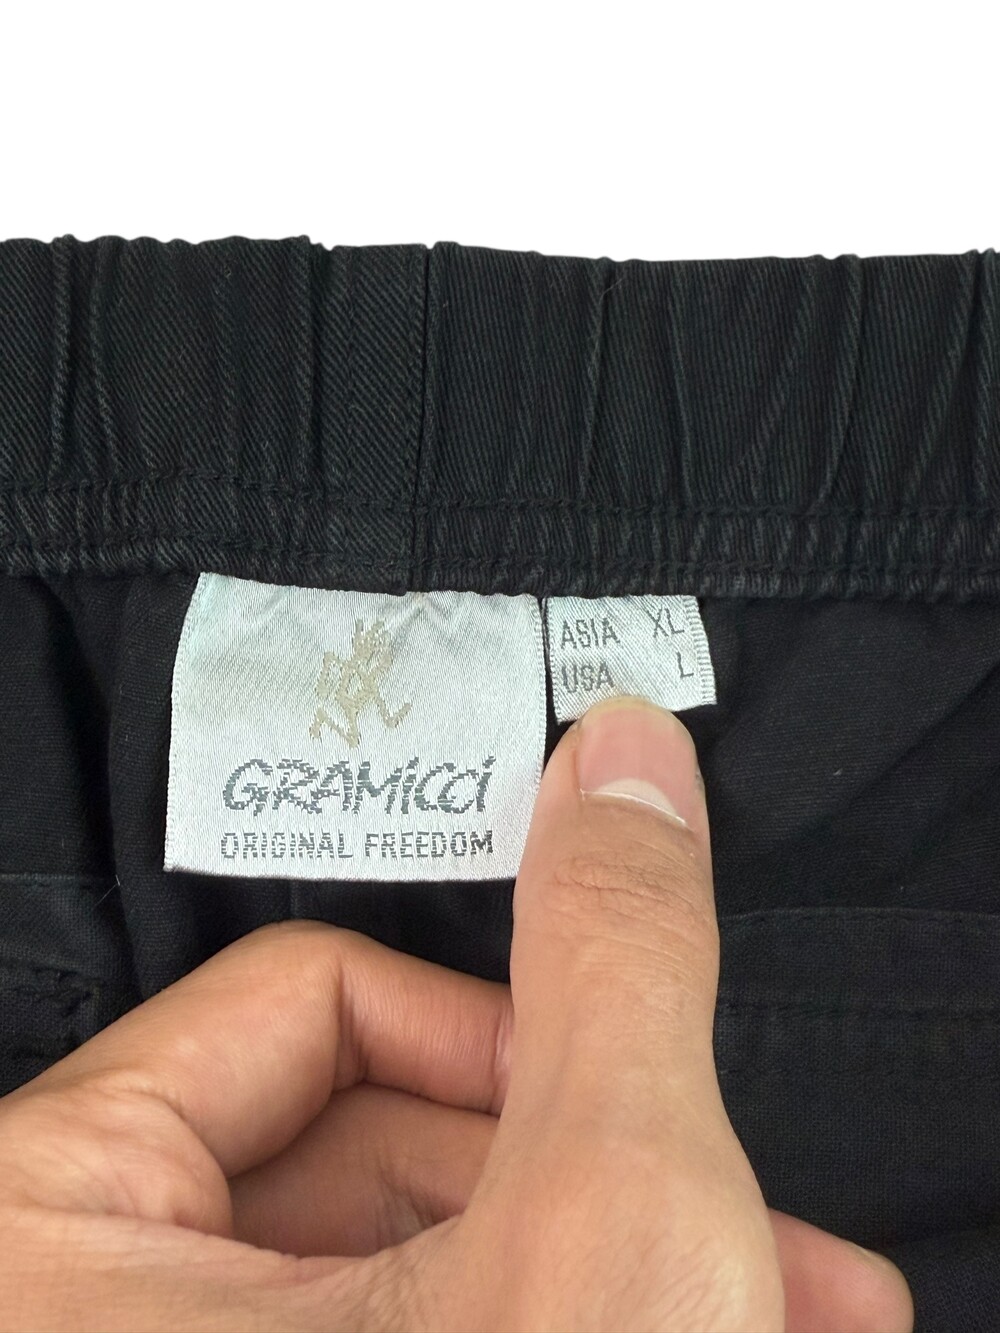 GRAMiCCi
ORIGINAL FREEDOM
ASIA XL
USA L